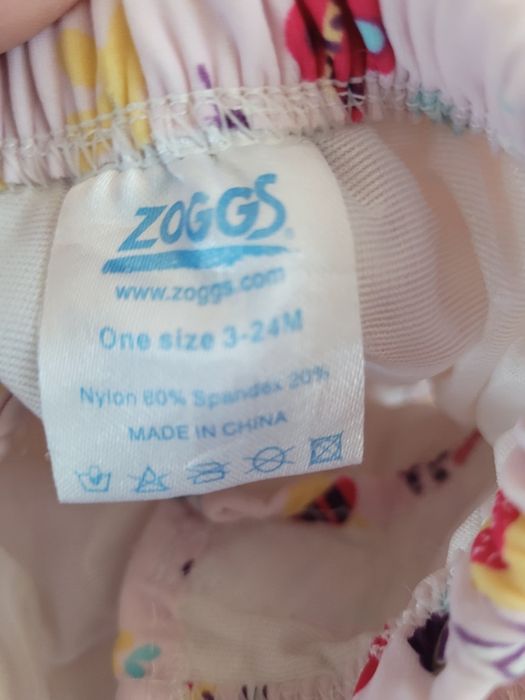 ZOGGS
www.zoggs.com
One size 3-24M
Nylon 80% Spandex 20%
MADE IN CHINA